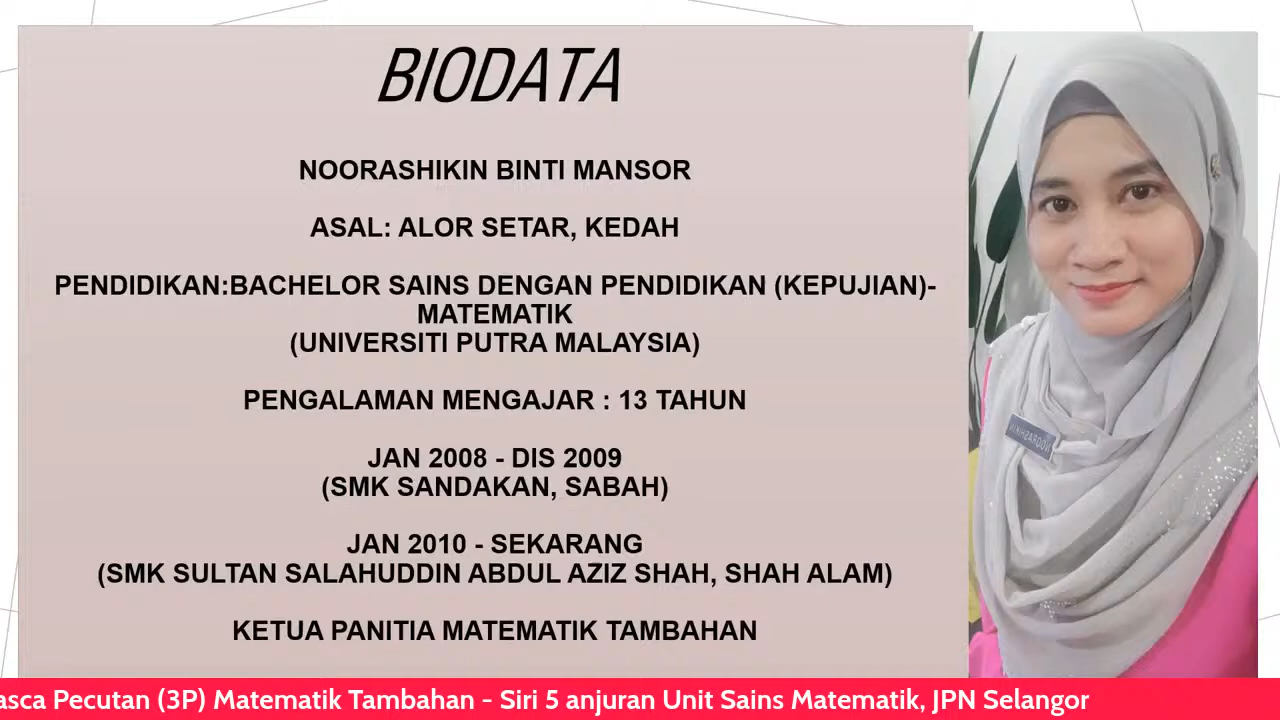 BIODATA
NOORASHIKIN BINTI MANSOR
ASAL: ALOR SETAR, KEDAH
PENDIDIKAN:BACHELOR SAINS DENGAN PENDIDIKAN (KEPUJIAN)-
MATEMATIK
(UNIVERSITI PUTRA MALAYSIA)
PENGALAMAN MENGAJAR : 13 TAHUN
JAN 2008 - DIS 2009
(SMK SANDAKAN, SABAH)
JAN 2010 - SEKARANG
(SMK SULTAN SALAHUDDIN ABDUL AZIZ SHAH, SHAH ALAM)
KETUA PANITIA MATEMATIK TAMBAHAN
NOORASHIKIN
asca Pecutan (3P) Matematik Tambahan - Siri 5 anjuran Unit Sains Matematik, JPN Selangor